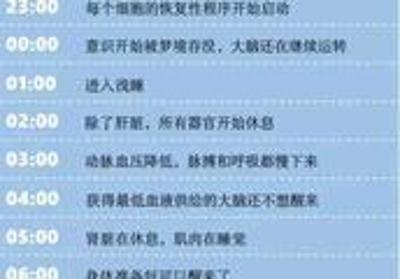 23:00 每个细胞的恢复性程序开始启动
00:00 意识开始被梦境吞没，大脑还在继续运转
01:00 进入浅睡
02:00 除了肝脏，所有器官开始休息
03:00 动脉血压降低，脉搏和呼吸都慢下来
04:00 获得最低血液供给的大脑还不想醒来
05:00 肾脏在休息，肌肉在睡觉
06:00 身体准备好可以醒来了